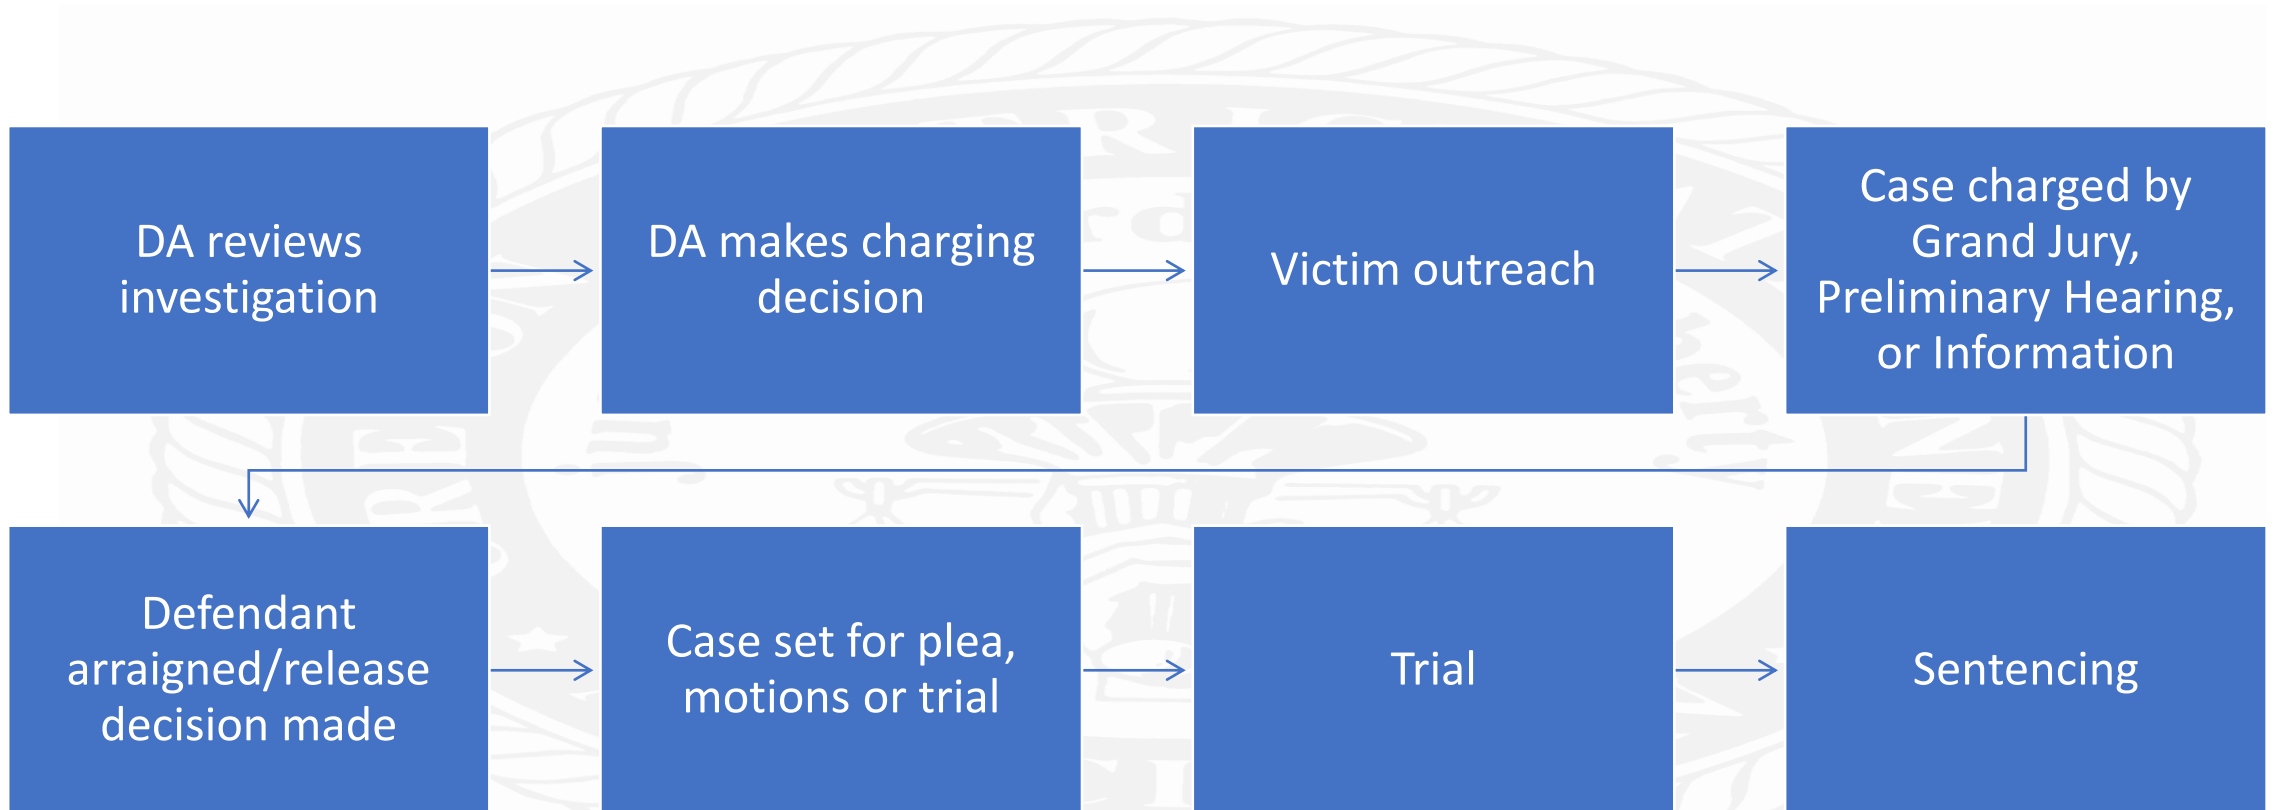 DA reviews
investigation
DA makes charging
decision
Victim outreach
Case charged by
Grand Jury,
Preliminary Hearing,
or Information
Defendant
arraigned/release
decision made
Case set for plea,
motions or trial
Trial
Sentencing